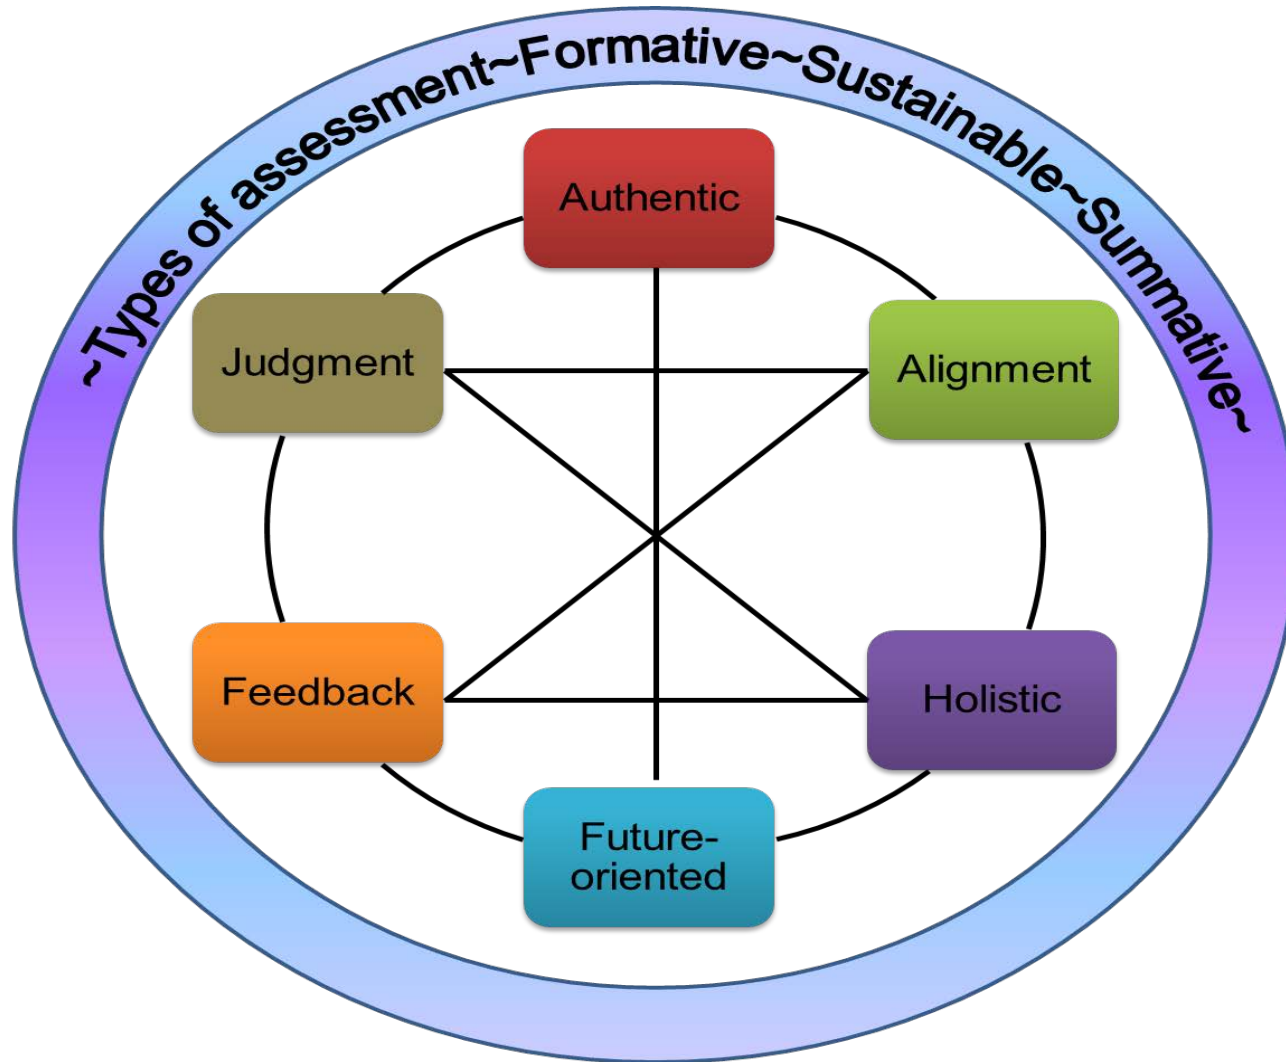 ~Types of assessment~Formative~Sustainable~Summative~
Authentic
Judgment
Alignment
Feedback
Holistic
Future-
oriented